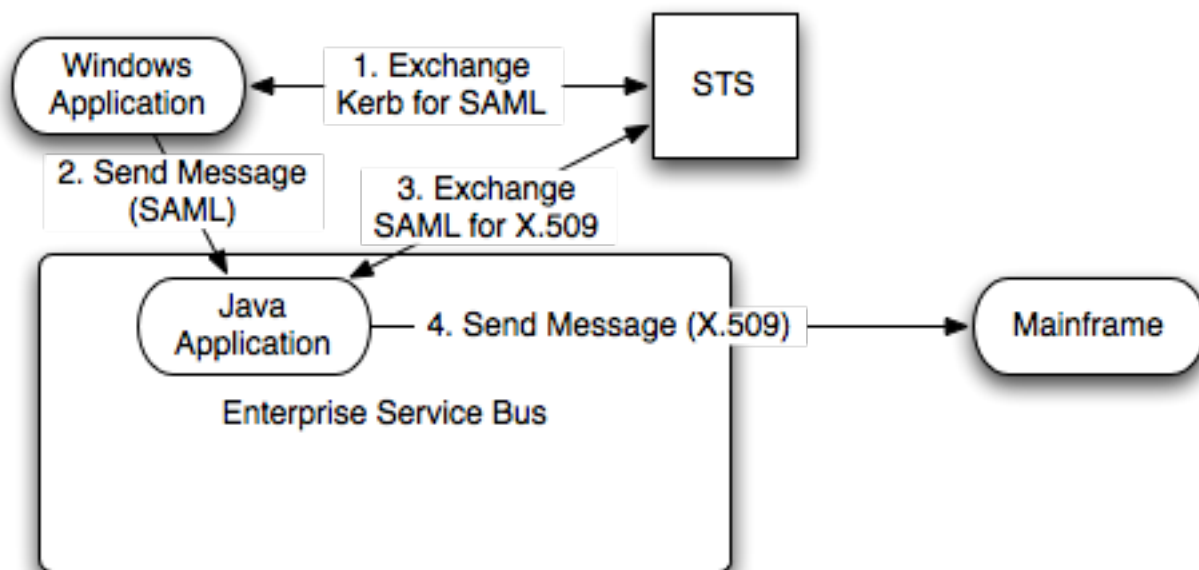 Windows
Application
1. Exchange
Kerb for SAML
STS
2. Send Message
(SAML)
3. Exchange
SAML for X.509
Java
Application
4. Send Message (X.509)
Mainframe
Enterprise Service Bus